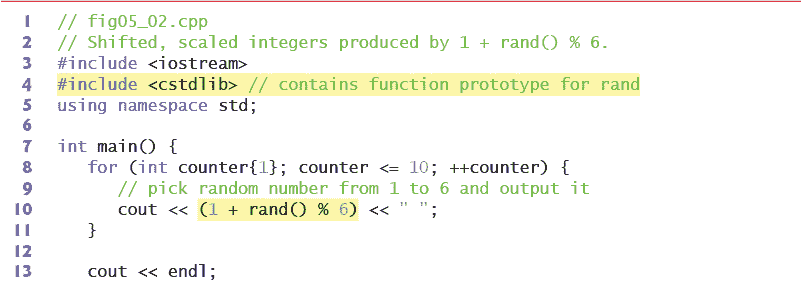 1 // fig05_02.cpp
2 // Shifted, scaled integers produced by 1 + rand() % 6.
3 #include <iostream>
4 #include <cstdlib> // contains function prototype for rand
5 using namespace std;
6
7 int main() {
8 for (int counter{1}; counter <= 10; ++counter) {
9 // pick random number from 1 to 6 and output it
10 cout << (1 + rand() % 6) << " ";
11 }
12
13 cout << endl;